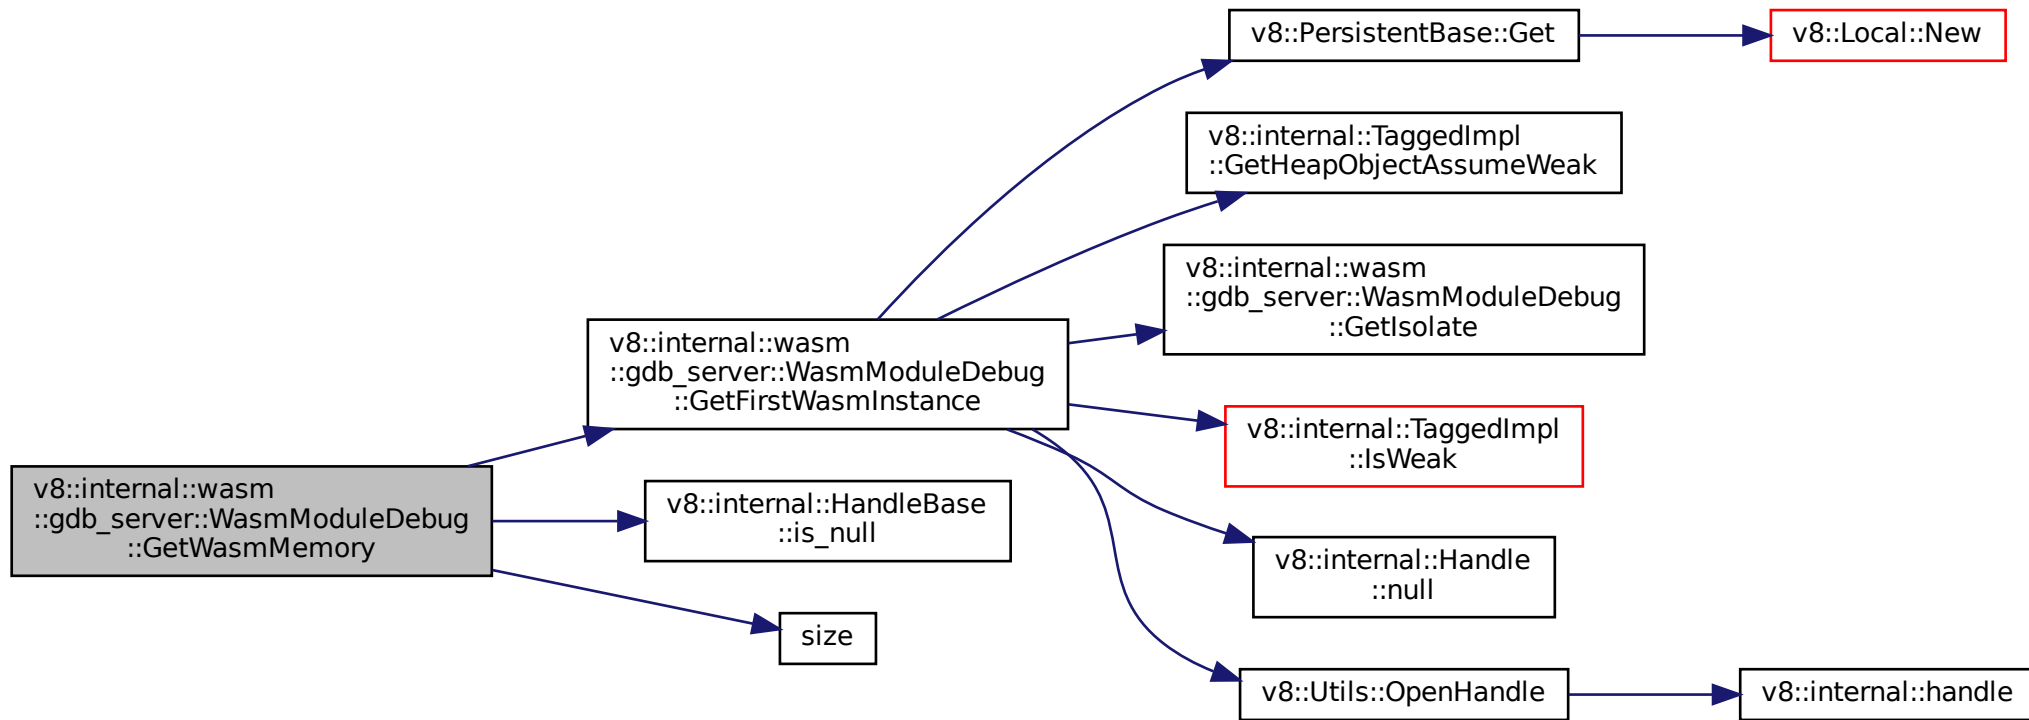 v8::internal::wasm
::gdb_server::WasmModuleDebug
::GetWasmMemory
v8::internal::wasm
::gdb_server::WasmModuleDebug
::GetFirstWasmInstance
v8::internal::HandleBase
::is_null
size
v8::PersistentBase::Get
v8::Local::New
v8::internal::TaggedImpl
::GetHeapObjectAssumeWeak
v8::internal::wasm
::gdb_server::WasmModuleDebug
::GetIsolate
v8::internal::TaggedImpl
::IsWeak
v8::internal::Handle
::null
v8::Utils::OpenHandle
v8::internal::handle